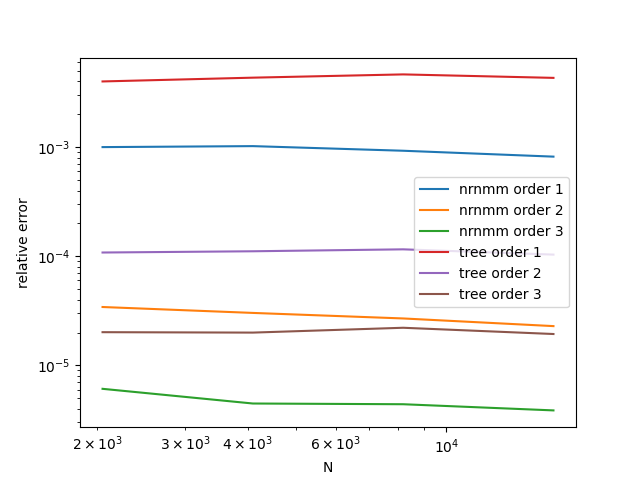 relative error
10⁻³
10⁻⁴
10⁻⁵
nrnmm order 1
nrnmm order 2
nrnmm order 3
tree order 1
tree order 2
tree order 3
2 × 10³
3 × 10³
4 × 10³
6 × 10³
10⁴
N